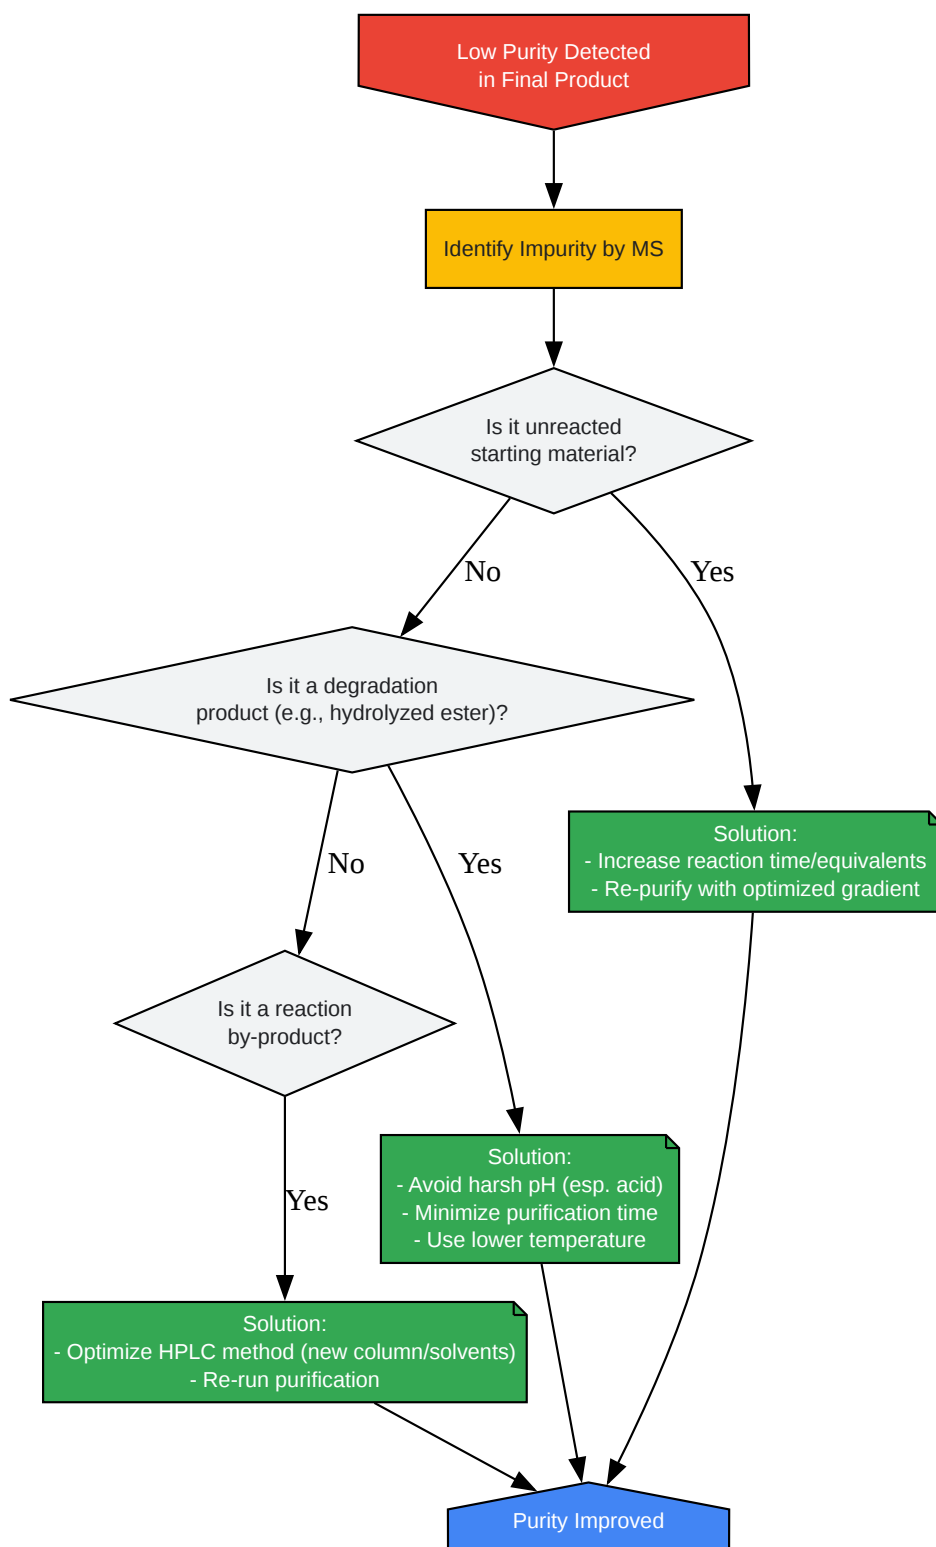 Low Purity Detected
in Final Product
Identify Impurity by MS
Is it unreacted
starting material?
No
Yes
Is it a degradation
product (e.g., hydrolyzed ester)?
Solution:
- Increase reaction time/equivalents
- Re-purify with optimized gradient
No
Yes
Is it a reaction
by-product?
Solution:
- Avoid harsh pH (esp. acid)
- Minimize purification time
- Use lower temperature
Yes
Solution:
- Optimize HPLC method (new column/solvents)
- Re-run purification
Purity Improved